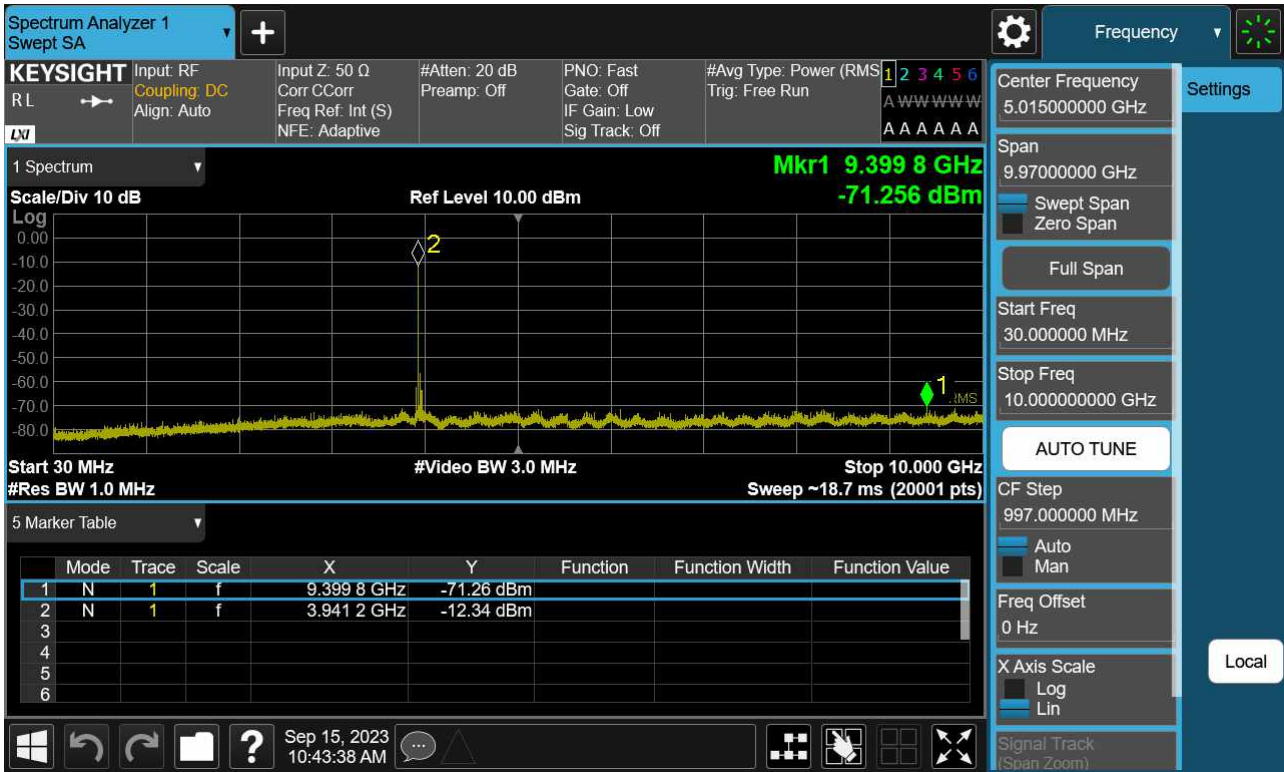 Spectrum Analyzer 1
Swept SA
+
Frequency
KEYSIGHT
R L
LXI
Input: RF
Coupling: DC
Align: Auto
Input Z: 50 Ω
Corr CCorr
Freq Ref: Int (S)
NFE: Adaptive
#Atten: 20 dB
Preamp: Off
PNO: Fast
Gate: Off
IF Gain: Low
Sig Track: Off
#Avg Type: Power (RMS
Trig: Free Run
1 2 3 4 5 6
A W W W W W
A A A A A A
1 Spectrum
Mkr1 9.399 8 GHz
-71.256 dBm
Scale/Div 10 dB
Ref Level 10.00 dBm
Log
0.00
-10.0
-20.0
-30.0
-40.0
-50.0
-60.0
-70.0
-80.0
2
1
RMS
Start 30 MHz
#Video BW 3.0 MHz
Stop 10.000 GHz
#Res BW 1.0 MHz
Sweep ~18.7 ms (20001 pts)
5 Marker Table
Mode Trace Scale X Y Function Function Width Function Value
1 N 1 f 9.399 8 GHz -71.26 dBm
2 N 1 f 3.941 2 GHz -12.34 dBm
3
4
5
6
Sep 15, 2023
10:43:38 AM
?
Center Frequency
5.015000000 GHz
Settings
Span
9.97000000 GHz
Swept Span
Zero Span
Full Span
Start Freq
30.000000 MHz
Stop Freq
10.000000000 GHz
AUTO TUNE
CF Step
997.000000 MHz
Auto
Man
Freq Offset
0 Hz
X Axis Scale
Log
Lin
Local
Signal Track
(Span Zoom)